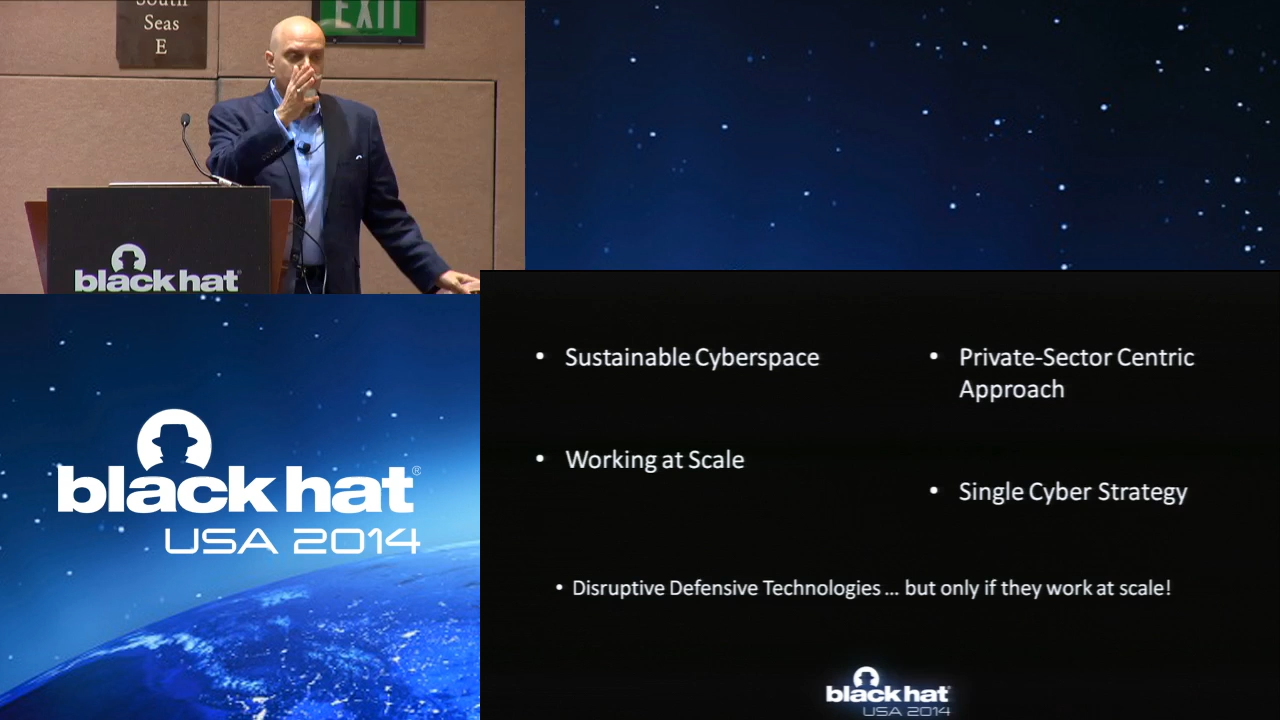 South
Seas
E
EXIT
black hat
black hat®
USA 2014
• Sustainable Cyberspace
• Working at Scale
• Private-Sector Centric
Approach
• Single Cyber Strategy
• Disruptive Defensive Technologies ... but only if they work at scale!
black hat
USA 2014